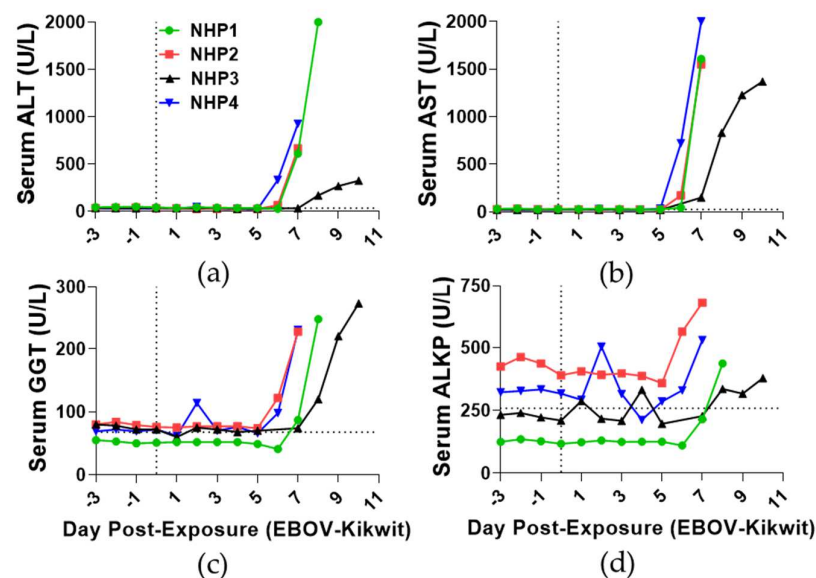 2000
1500
1000
500
0
Serum ALT (U/L)
NHP1
NHP2
NHP3
NHP4
-3 -1 1 3 5 7 9 11
(a)
2000
1500
1000
500
0
Serum AST (U/L)
-3 -1 1 3 5 7 9 11
(b)
300
200
100
0
Serum GGT (U/L)
-3 -1 1 3 5 7 9 11
Day Post-Exposure (EBOV-Kikwit)
(c)
750
500
250
0
Serum ALKP (U/L)
-3 -1 1 3 5 7 9 11
Day Post-Exposure (EBOV-Kikwit)
(d)